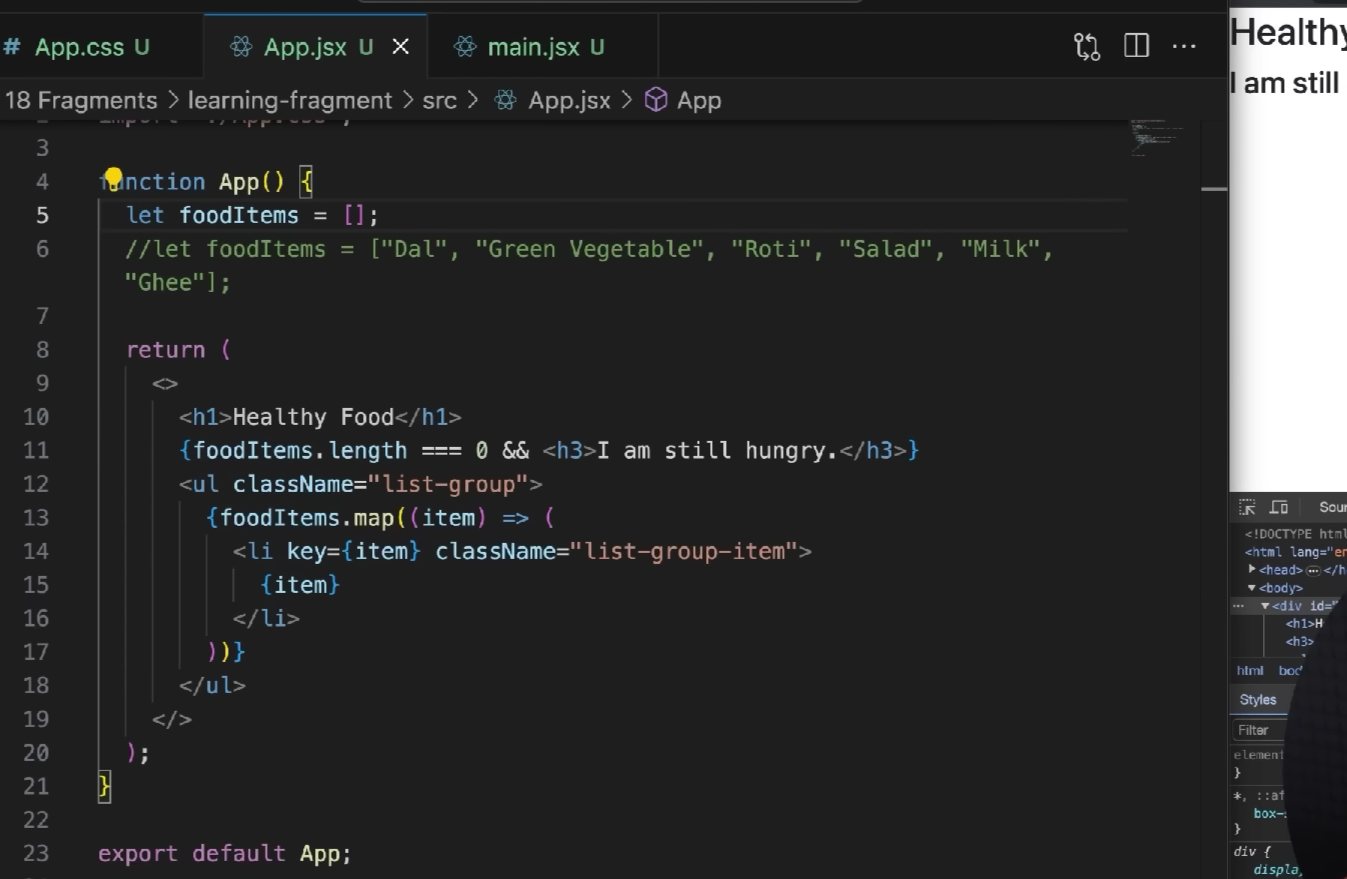 # App.css U
App.jsx U
main.jsx U
18 Fragments > learning-fragment > src > App.jsx > App
2 import "./App.css";
3
4 function App() {
5 let foodItems = [];
6 //let foodItems = ["Dal", "Green Vegetable", "Roti", "Salad", "Milk",
"Ghee"];
7
8 return (
9 <>
10 <h1>Healthy Food</h1>
11 {foodItems.length === 0 && <h3>I am still hungry.</h3>}
12 <ul className="list-group">
13 {foodItems.map((item) => (
14 <li key={item} className="list-group-item">
15 {item}
16 </li>
17 ))}
18 </ul>
19 </>
20 );
21 }
22
23 export default App;
Healthy
I am still
Sour
<!DOCTYPE html
<html lang="en
<head> </h
<body>
<div id="
<h1>H
<h3>
html bod
Styles
Filter
element
}
*, ::af
box-
}
div {
displa